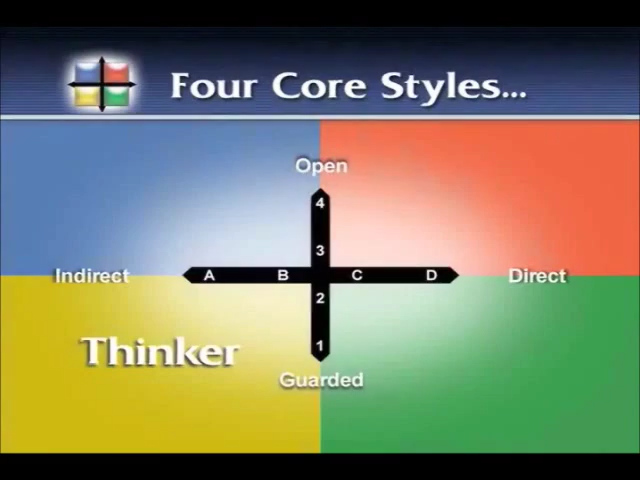 Four Core Styles...
Open
4
3
Indirect A B C D Direct
2
Thinker 1
Guarded